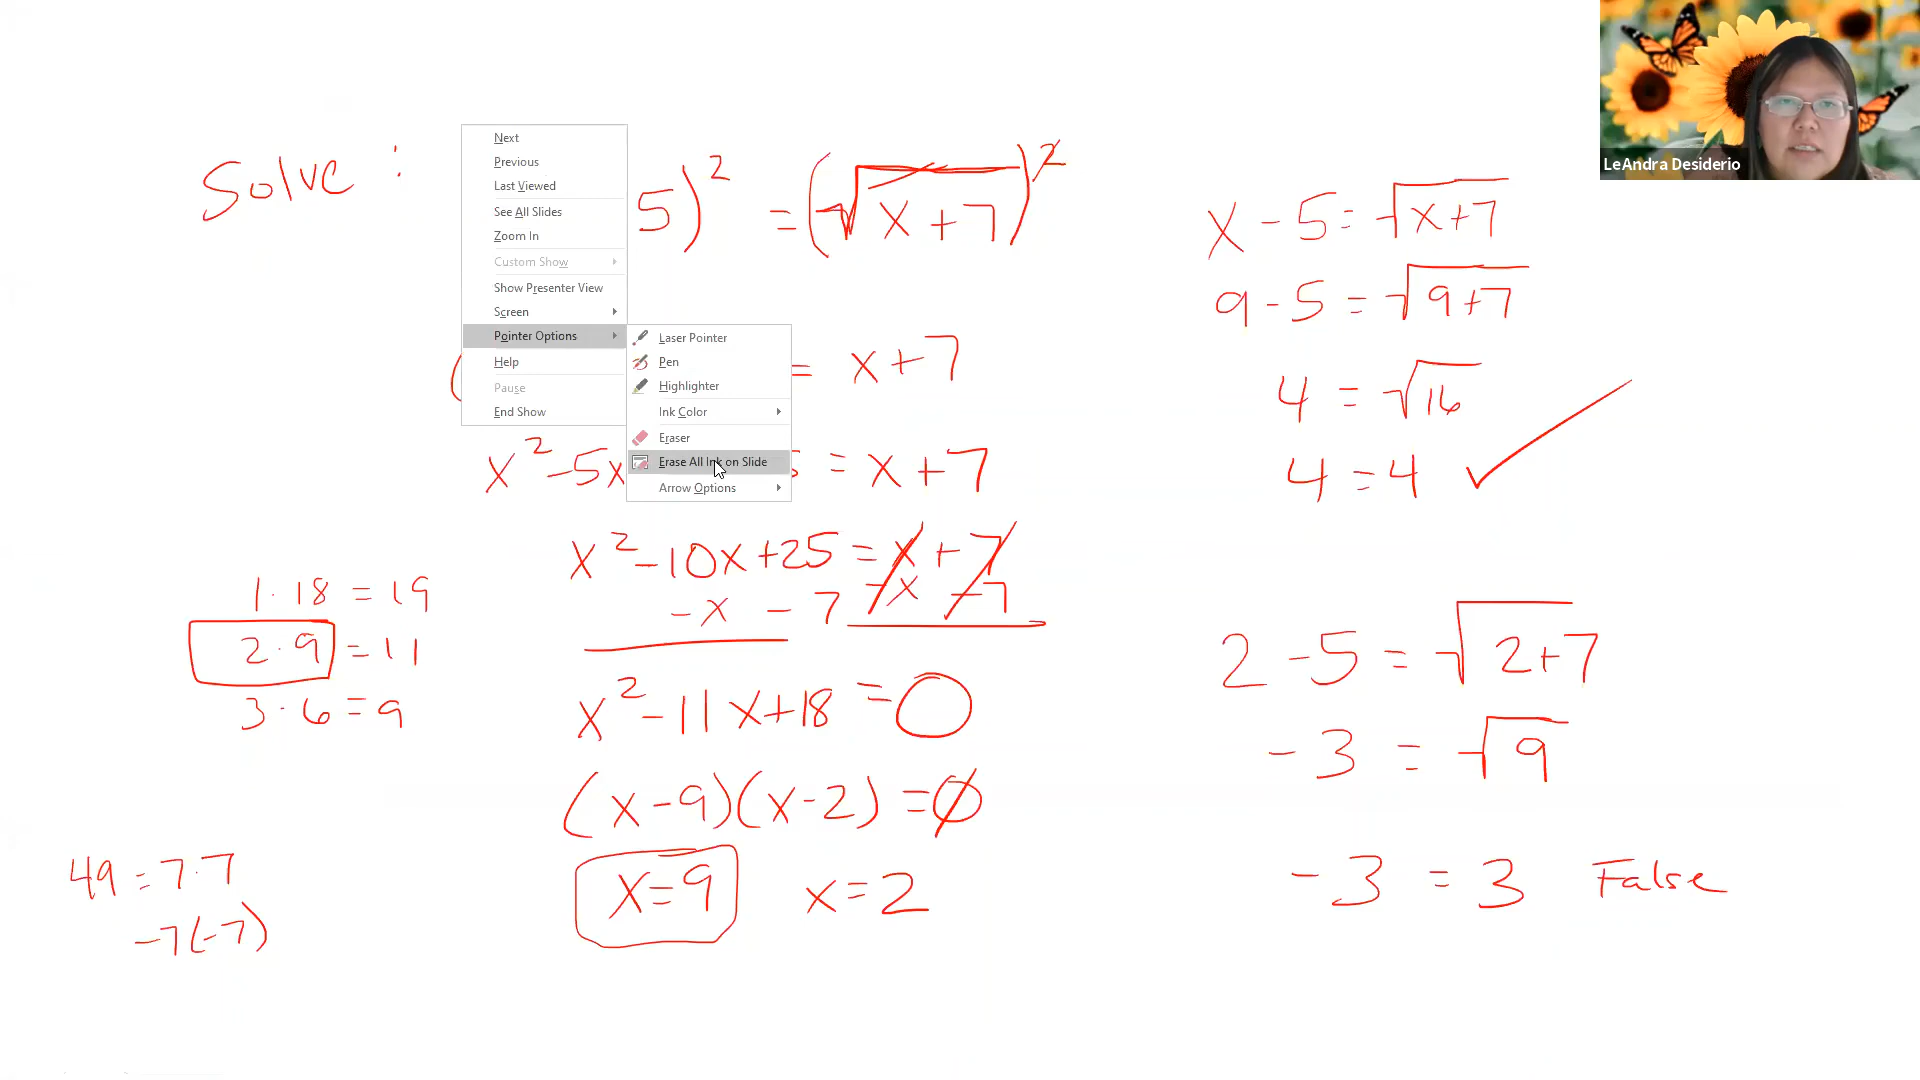 Solve :
5)² = (√x+7)²
( = x+7
x² -5x = x+7
x² -10x +25 = x + 7
-x - 7 -x -7
x² - 11x +18 = 0
(x-9)(x-2) = 0
x=9 x=2
1·18 = 19
2·9 = 11
3·6 = 9
49 = 7·7
-7(-7)
Next
Previous
Last Viewed
See All Slides
Zoom In
Custom Show
Show Presenter View
Screen
Pointer Options
Help
Pause
End Show
Laser Pointer
Pen
Highlighter
Ink Color
Eraser
Erase All Ink on Slide
Arrow Options
x - 5 = √x+7
9 - 5 = √9+7
4 = √16
4 = 4
2 - 5 = √2+7
-3 = √9
-3 = 3 False
LeAndra Desiderio